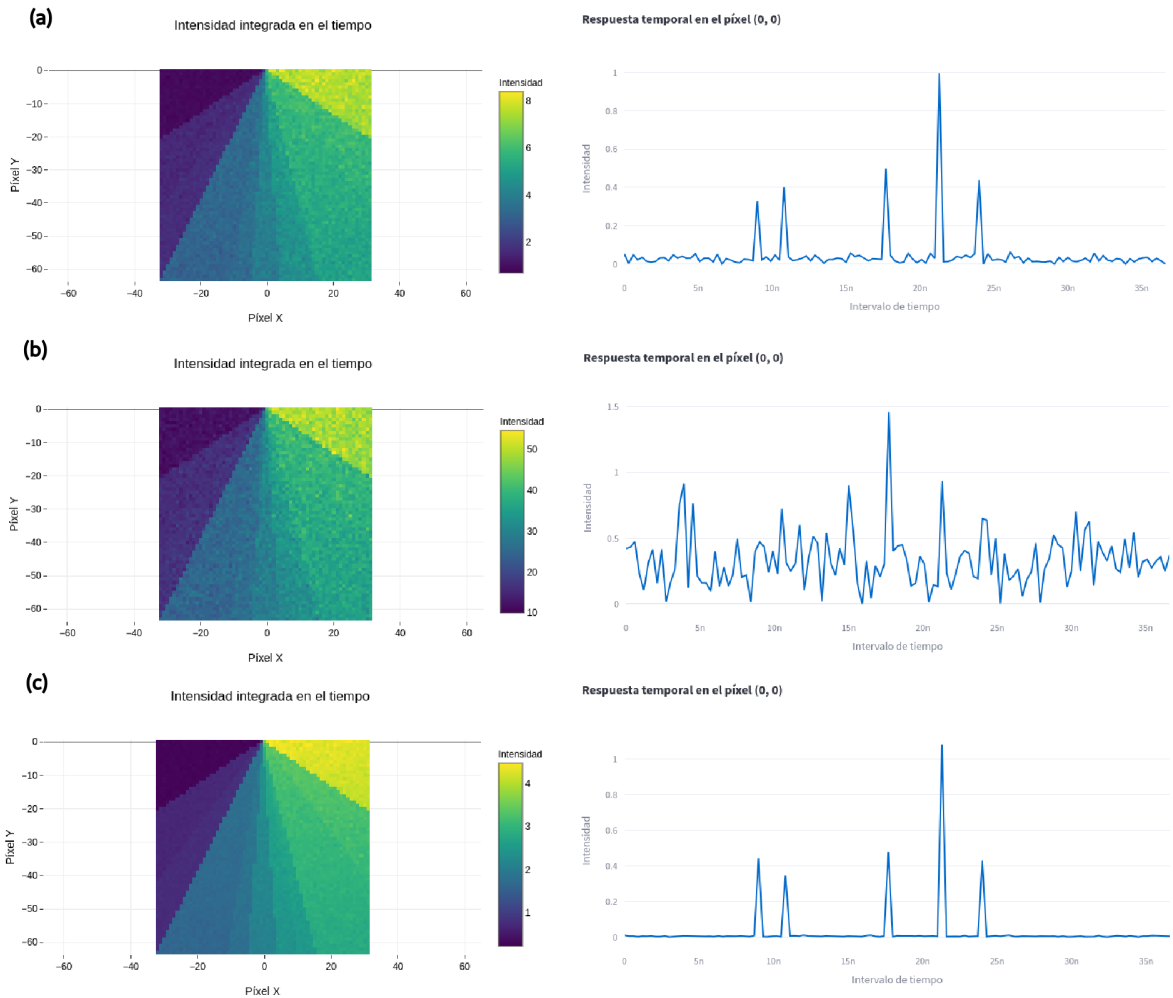 (a)
Intensidad integrada en el tiempo
Intensidad
8
6
4
2
0
−10
−20
−30
−40
−50
−60
Píxel Y
−60 −40 −20 0 20 40 60
Píxel X
Respuesta temporal en el píxel (0, 0)
1
0.8
0.6
0.4
0.2
0
Intensidad
0 5n 10n 15n 20n 25n 30n 35n
Intervalo de tiempo
(b)
Intensidad integrada en el tiempo
Intensidad
50
40
30
20
10
0
−10
−20
−30
−40
−50
−60
Píxel Y
−60 −40 −20 0 20 40 60
Píxel X
Respuesta temporal en el píxel (0, 0)
1.5
1
0.5
0
Intensidad
0 5n 10n 15n 20n 25n 30n 35n
Intervalo de tiempo
(c)
Intensidad integrada en el tiempo
Intensidad
4
3
2
1
0
−10
−20
−30
−40
−50
−60
Píxel Y
−60 −40 −20 0 20 40 60
Píxel X
Respuesta temporal en el píxel (0, 0)
1
0.8
0.6
0.4
0.2
0
Intensidad
0 5n 10n 15n 20n 25n 30n 35n
Intervalo de tiempo